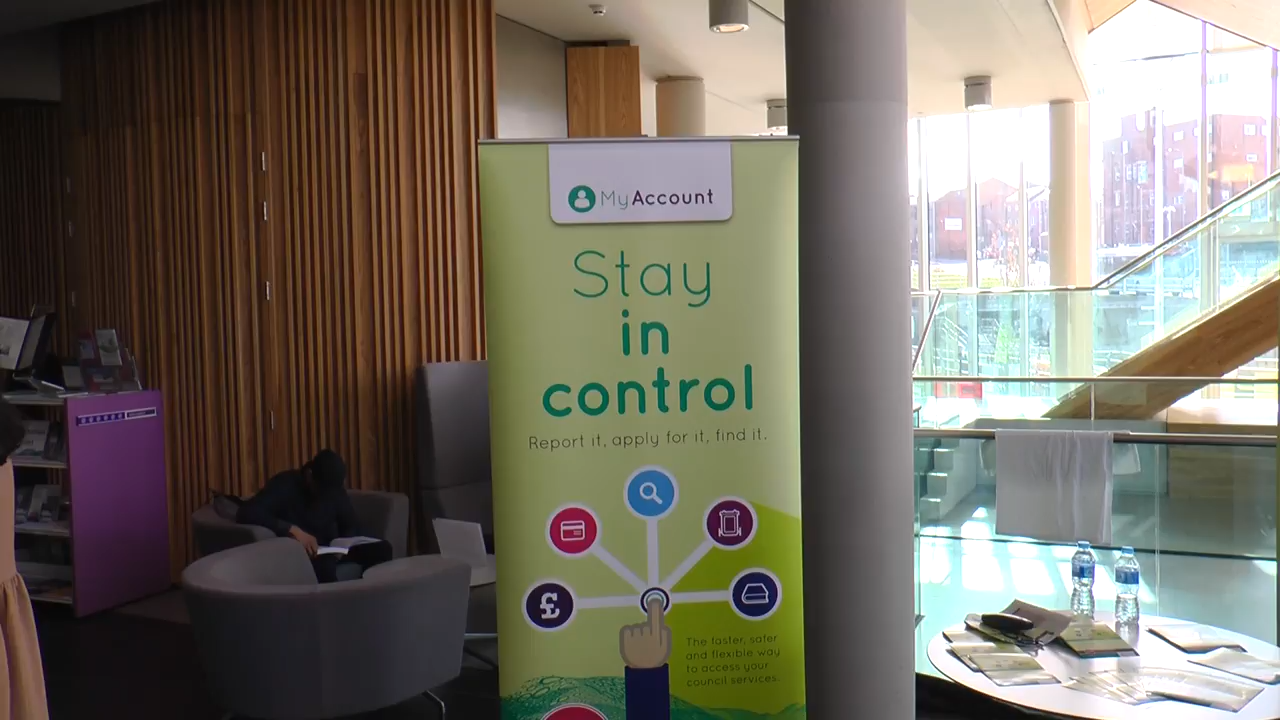 MyAccount
Stay
in
control
Report it, apply for it, find it.
£
The faster, safer
and flexible way
to access your
council services.